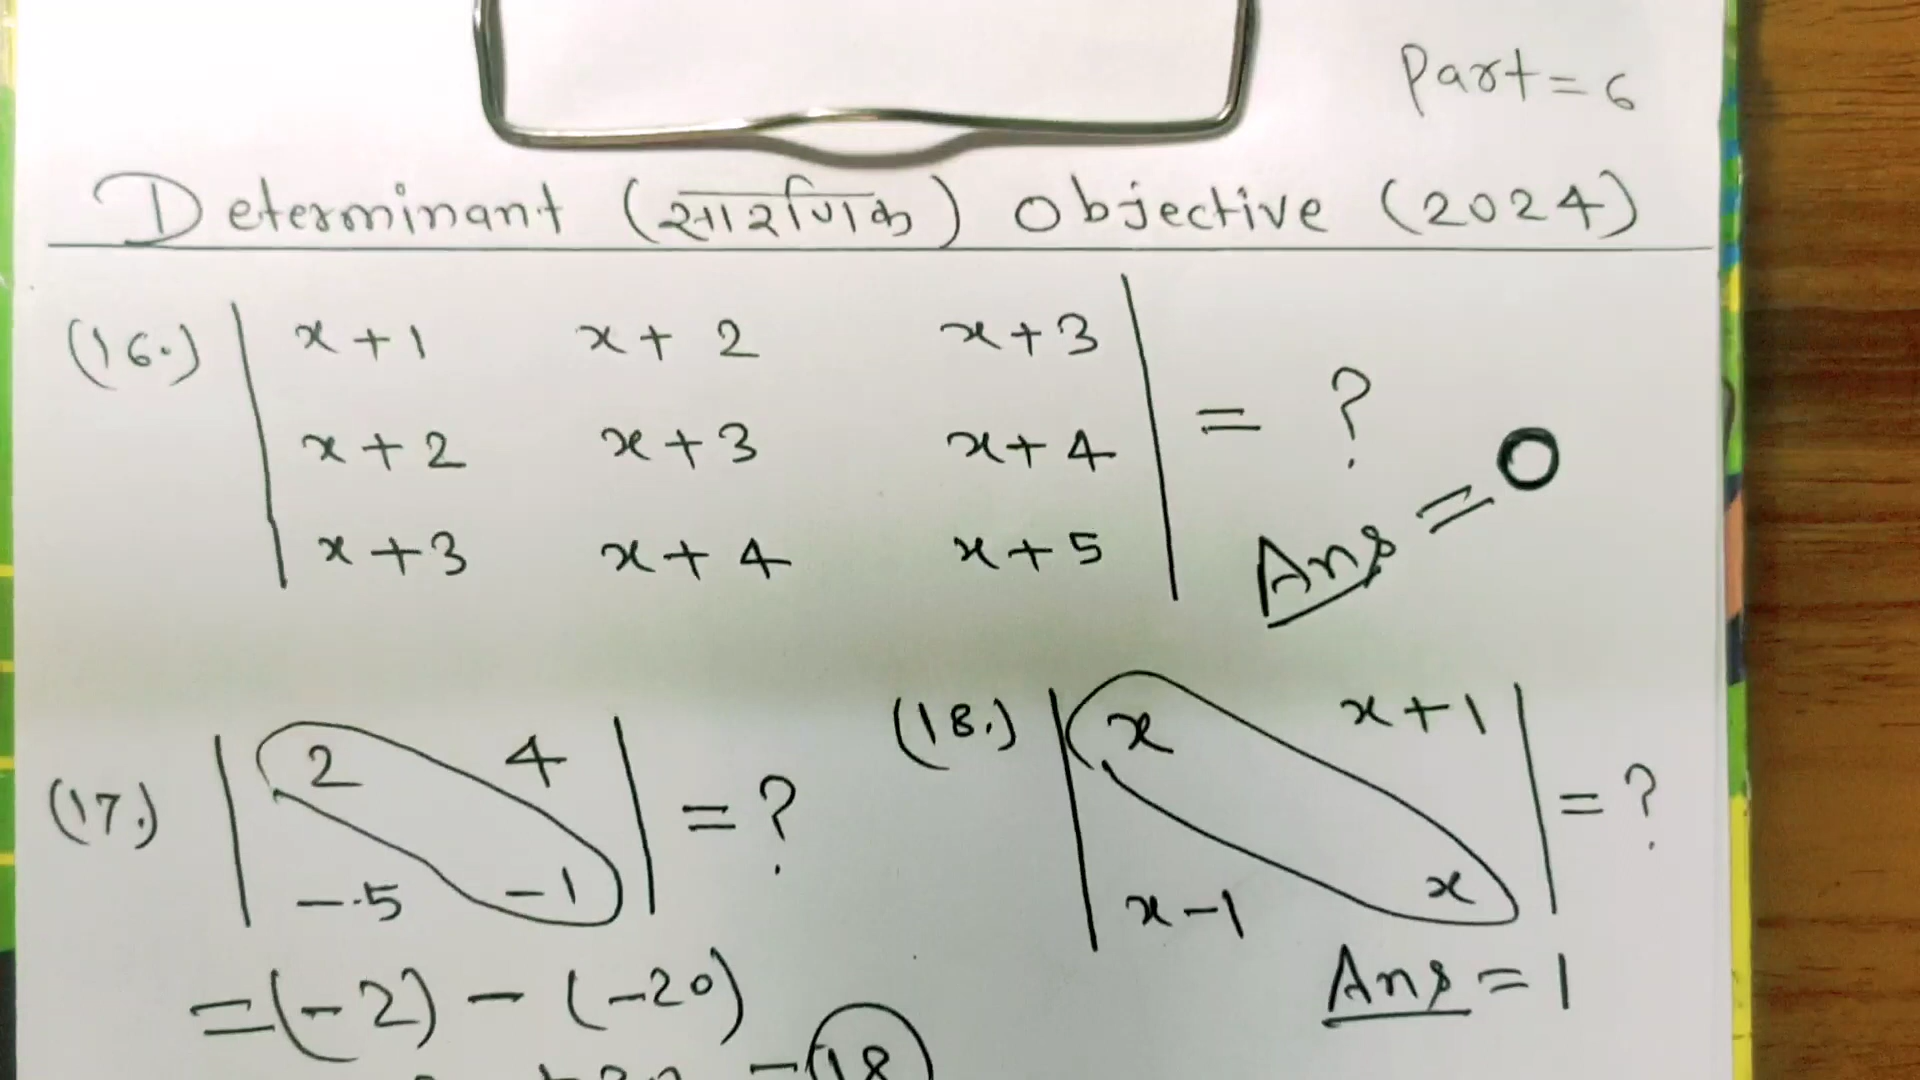 Part = 6
Determinant (सारणिक) Objective (2024)
(16.) | x+1 x+2 x+3 |
| x+2 x+3 x+4 | = ?
| x+3 x+4 x+5 | Ans = 0
(17.) | 2 4 | = ?
| -5 -1 |
= (-2) - (-20)
= 18
(18.) | x x+1 | = ?
| x-1 x |
Ans = 1